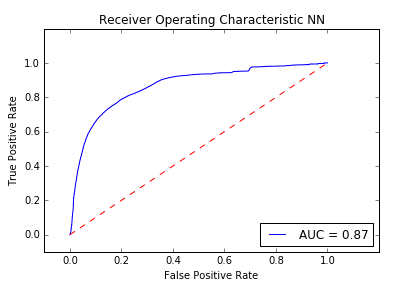 Receiver Operating Characteristic NN
True Positive Rate
1.0
0.8
0.6
0.4
0.2
0.0
AUC = 0.87
0.0 0.2 0.4 0.6 0.8 1.0
False Positive Rate